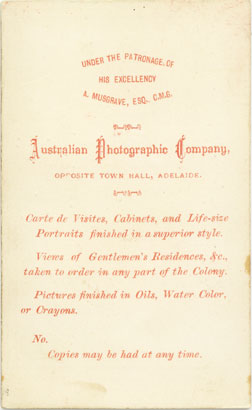 UNDER THE PATRONAGE OF
HIS EXCELLENCY
A. MUSGRAVE, ESQ., C.M.G.
Australian Photographic Company,
OPPOSITE TOWN HALL, ADELAIDE.
Carte de Visites, Cabinets, and Life-size
Portraits finished in a superior style.
Views of Gentlemen's Residences, &c.,
taken to order in any part of the Colony.
Pictures finished in Oils, Water Color,
or Crayons.
No.
Copies may be had at any time.